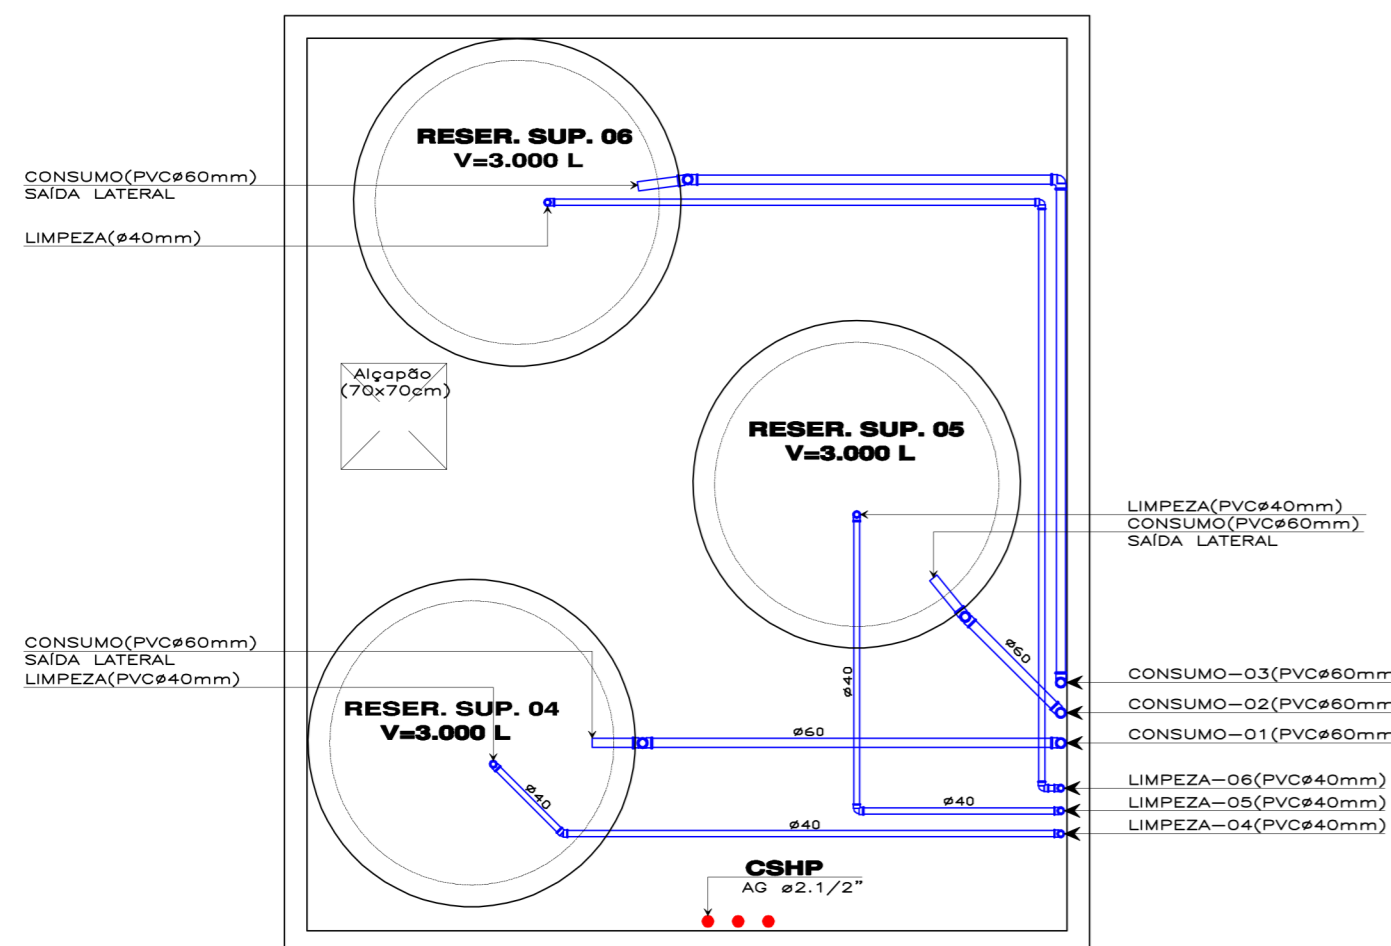 RESER. SUP. 06
V=3.000 L
CONSUMO(PVCø60mm)
SAÍDA LATERAL
LIMPEZA(ø40mm)
Alçapão
(70x70cm)
RESER. SUP. 05
V=3.000 L
LIMPEZA(PVCø40mm)
CONSUMO(PVCø60mm)
SAÍDA LATERAL
CONSUMO(PVCø60mm)
SAÍDA LATERAL
LIMPEZA(PVCø40mm)
RESER. SUP. 04
V=3.000 L
ø60
ø40
ø60
ø40
ø40
ø40
CONSUMO-03(PVCø60mm
CONSUMO-02(PVCø60mm
CONSUMO-01(PVCø60mm
LIMPEZA-06(PVCø40mm)
LIMPEZA-05(PVCø40mm)
LIMPEZA-04(PVCø40mm)
CSHP
AG ø2.1/2"